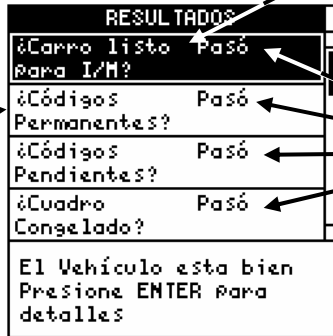 RESULTADOS
¿Carro listo Pasó
para I/M?
¿Códigos Pasó
Permanentes?
¿Códigos Pasó
Pendientes?
¿Cuadro Pasó
Congelado?
El Vehículo esta bien
Presione ENTER para
detalles